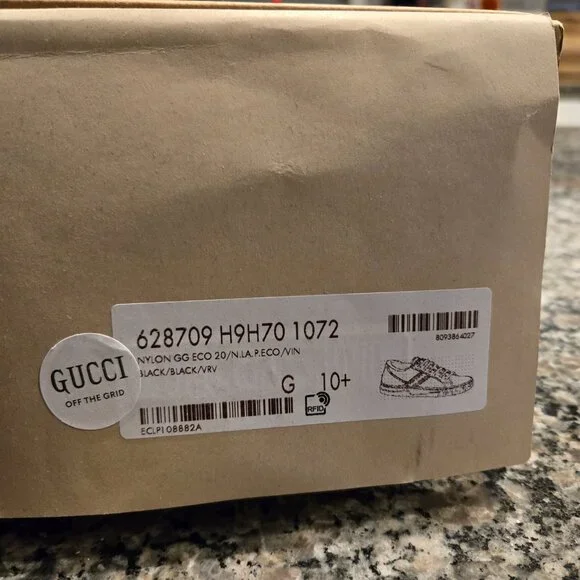 628709 H9H70 1072
NYLON GG ECO 20/N.LA.P.ECO/VIN
BLACK/BLACK/VRV
8093864027
GUCCI
OFF THE GRID
G 10+
RFID
ECLP108882A